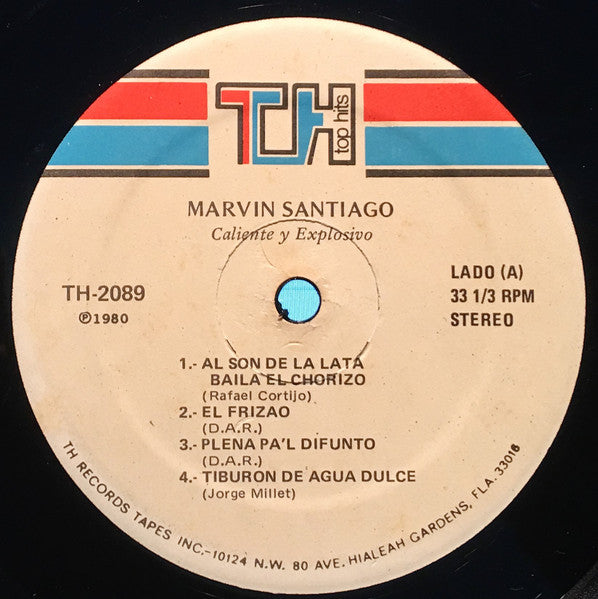 TH
top hits
MARVIN SANTIAGO
Caliente y Explosivo
TH-2089
℗1980
LADO (A)
33 1/3 RPM
STEREO
1.- AL SON DE LA LATA
BAILA EL CHORIZO
(Rafael Cortijo)
2.- EL FRIZAO
(D.A.R.)
3.- PLENA PA'L DIFUNTO
(D.A.R.)
4.- TIBURON DE AGUA DULCE
(Jorge Millet)
TH RECORDS TAPES INC.-10124 N.W. 80 AVE. HIALEAH GARDENS, FLA. 33016